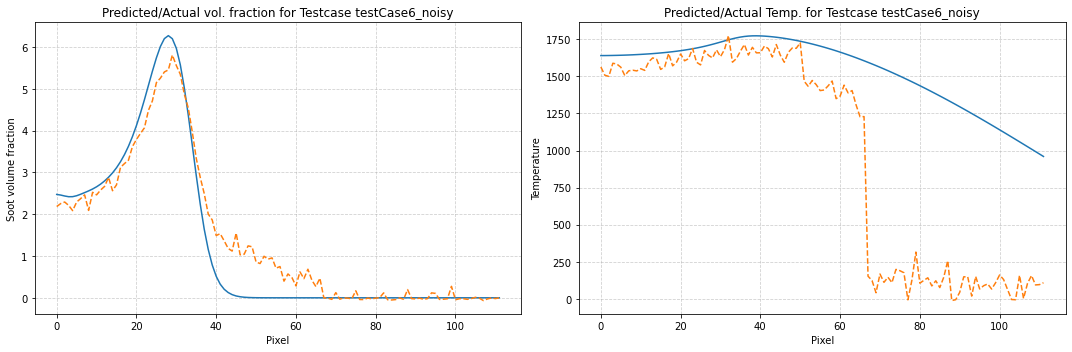 Predicted/Actual vol. fraction for Testcase testCase6_noisy
Soot volume fraction
6
5
4
3
2
1
0
0 20 40 60 80 100
Pixel
Predicted/Actual Temp. for Testcase testCase6_noisy
Temperature
1750
1500
1250
1000
750
500
250
0
0 20 40 60 80 100
Pixel